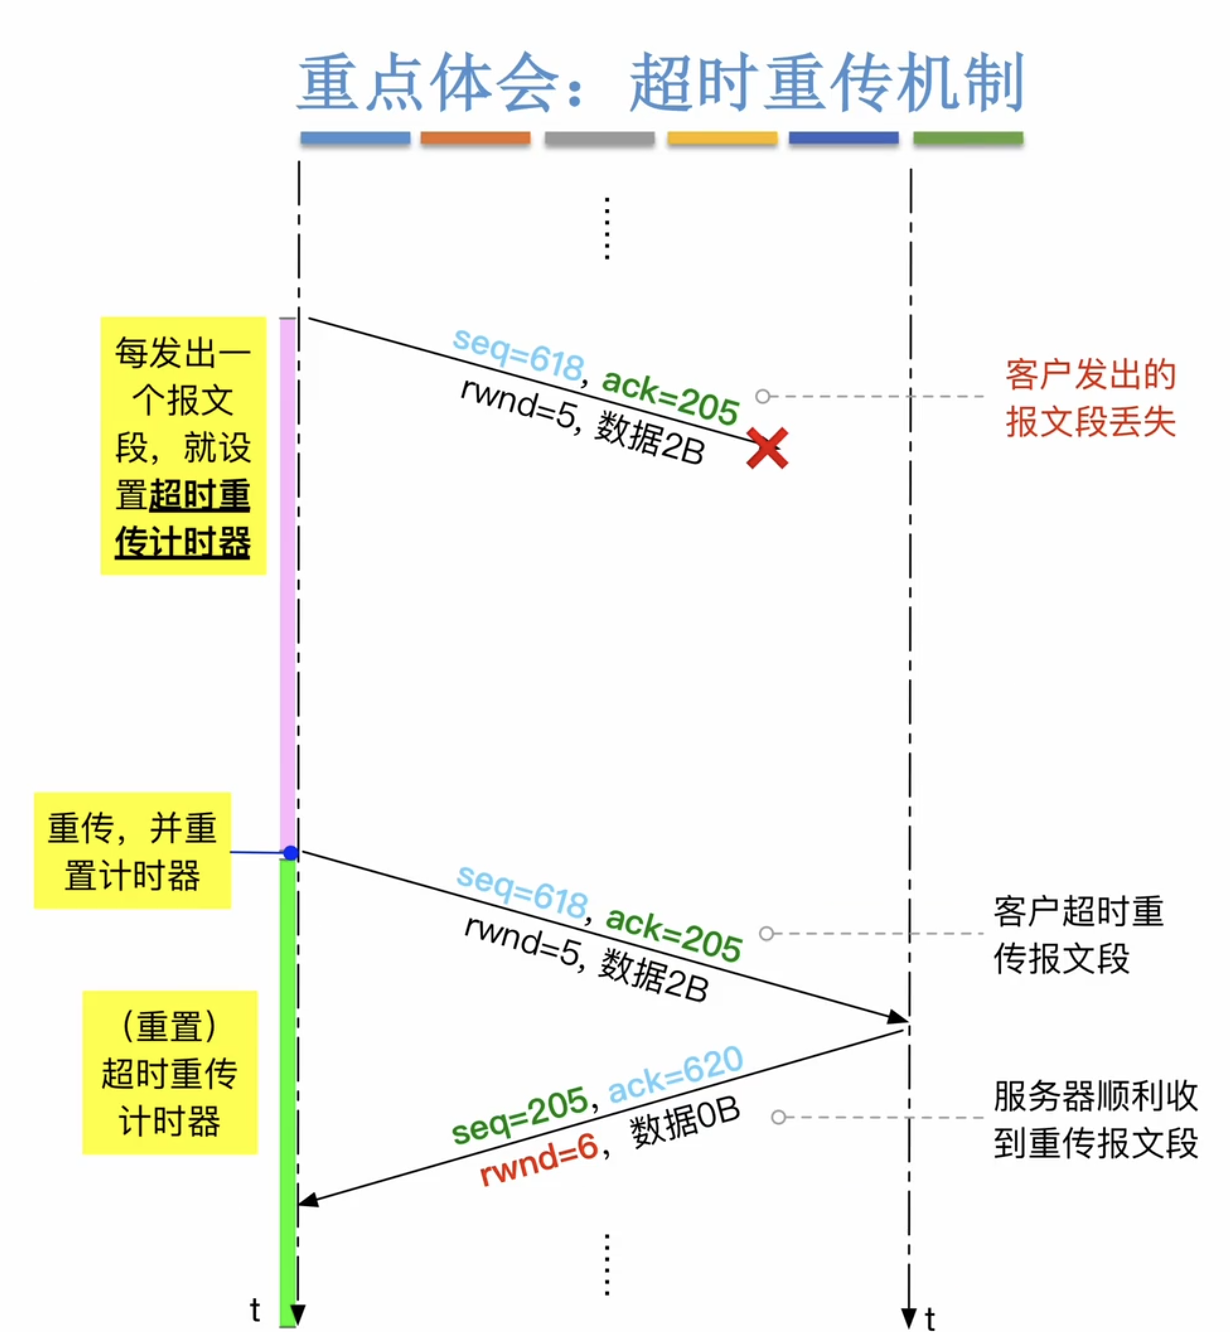 重点体会：超时重传机制
每发出一
个报文
段，就设
置超时重
传计时器
seq=618, ack=205
rwnd=5, 数据2B
客户发出的
报文段丢失
重传，并重
置计时器
seq=618, ack=205
rwnd=5, 数据2B
客户超时重
传报文段
（重置）
超时重传
计时器
seq=205, ack=620
rwnd=6，数据0B
服务器顺利收
到重传报文段
t
t